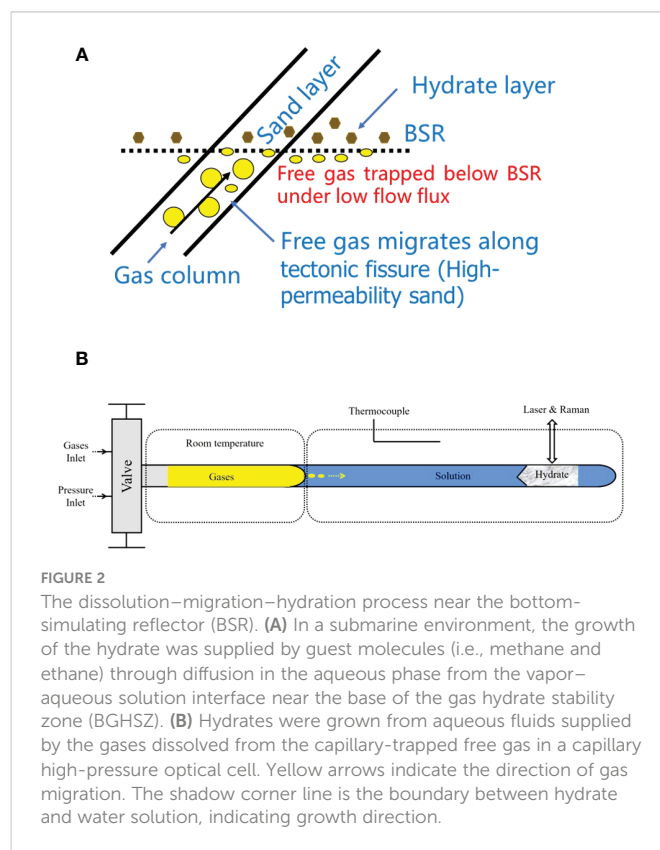 A
Sand layer
Hydrate layer
BSR
Free gas trapped below BSR
under low flow flux
Free gas migrates along
tectonic fissure (High-
permeability sand)
Gas column
B
Thermocouple
Laser & Raman
Gases
Inlet
Room temperature
Valve
Gases
Solution
Hydrate
Pressure
Inlet
FIGURE 2
The dissolution–migration–hydration process near the bottom-
simulating reflector (BSR). (A) In a submarine environment, the growth
of the hydrate was supplied by guest molecules (i.e., methane and
ethane) through diffusion in the aqueous phase from the vapor–
aqueous solution interface near the base of the gas hydrate stability
zone (BGHSZ). (B) Hydrates were grown from aqueous fluids supplied
by the gases dissolved from the capillary-trapped free gas in a capillary
high-pressure optical cell. Yellow arrows indicate the direction of gas
migration. The shadow corner line is the boundary between hydrate
and water solution, indicating growth direction.